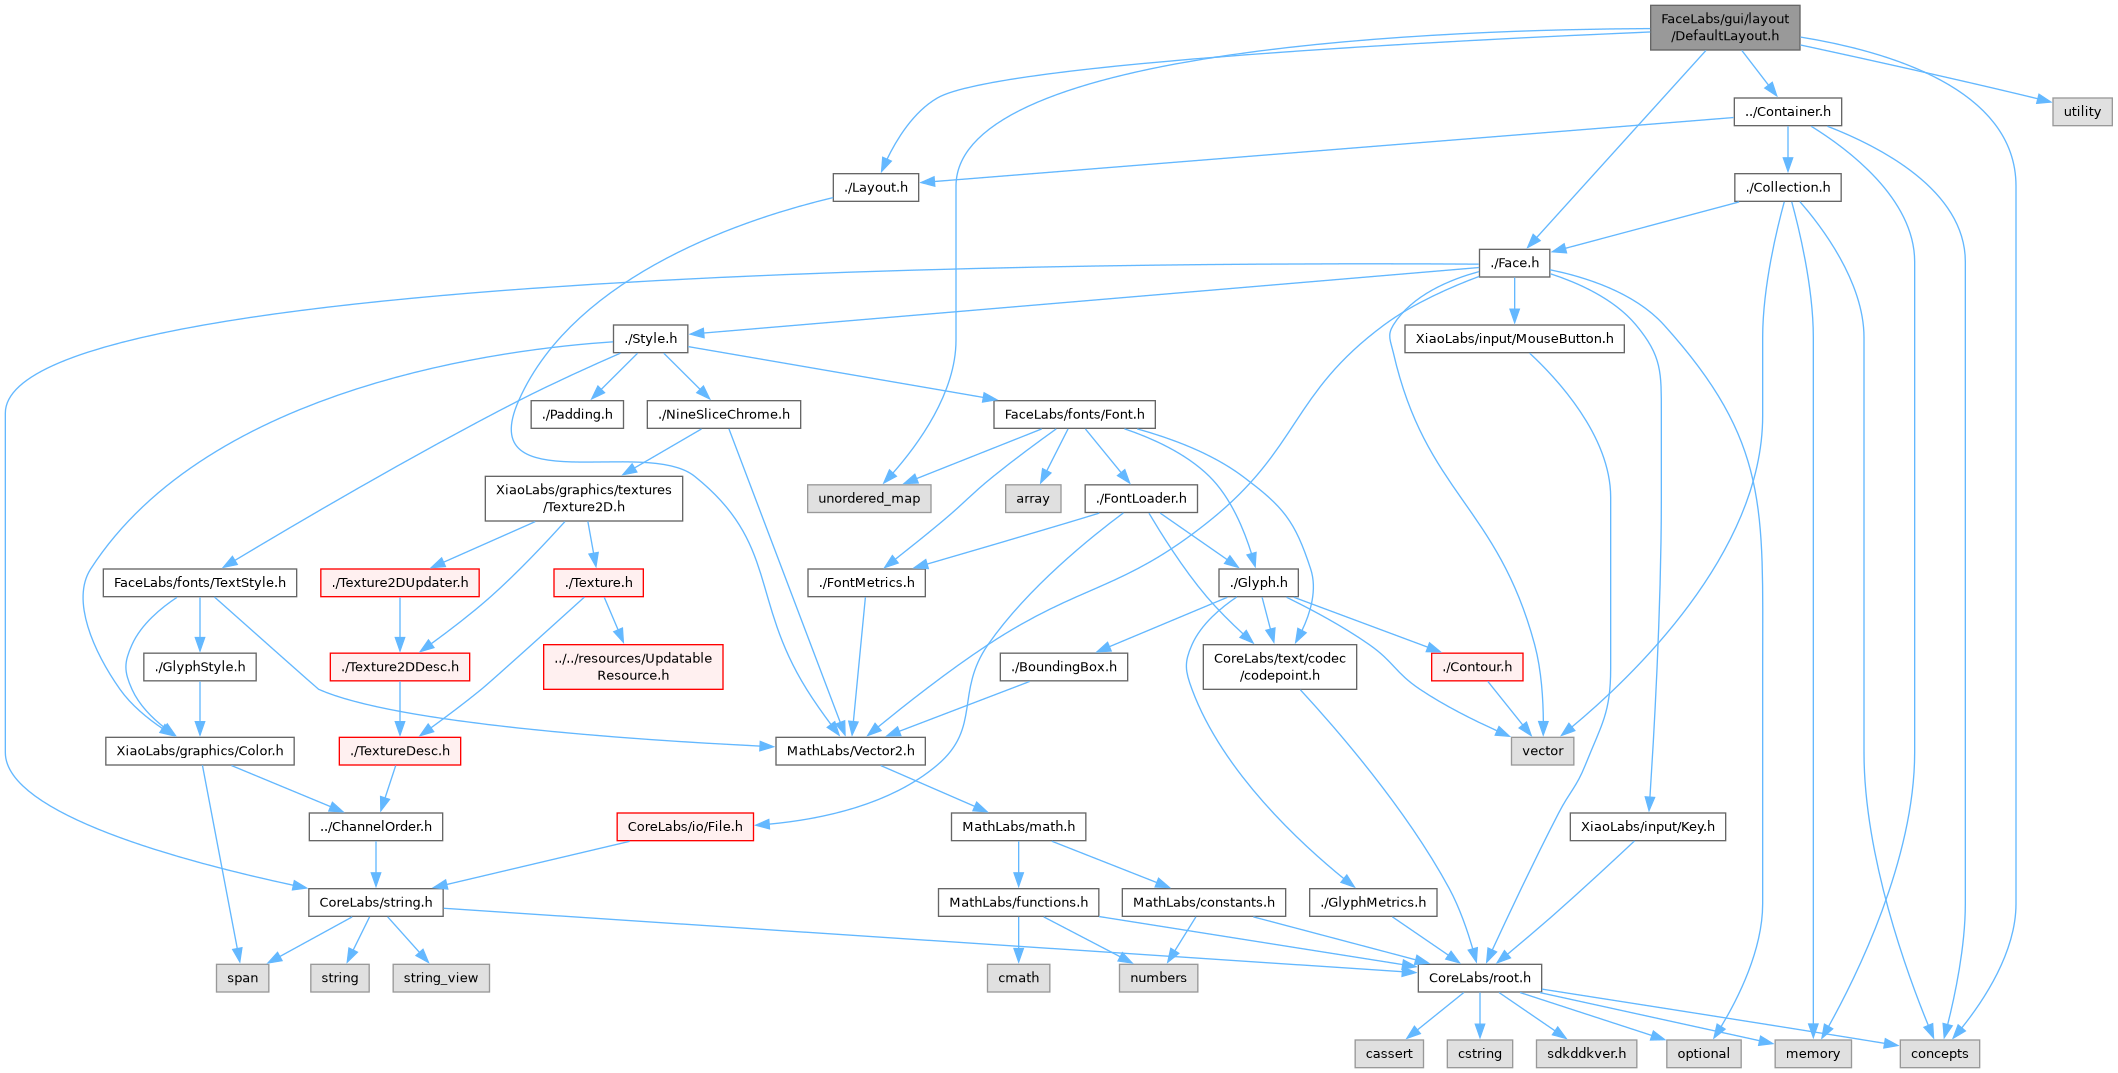 FaceLabs/gui/layout
/DefaultLayout.h
../Container.h
utility
./Layout.h
./Collection.h
./Face.h
./Style.h
XiaoLabs/input/MouseButton.h
./Padding.h
./NineSliceChrome.h
FaceLabs/fonts/Font.h
XiaoLabs/graphics/textures
/Texture2D.h
unordered_map
array
./FontLoader.h
FaceLabs/fonts/TextStyle.h
./Texture2DUpdater.h
./Texture.h
./FontMetrics.h
./Glyph.h
./GlyphStyle.h
./Texture2DDesc.h
../../resources/Updatable
Resource.h
./BoundingBox.h
CoreLabs/text/codec
/codepoint.h
./Contour.h
XiaoLabs/graphics/Color.h
./TextureDesc.h
MathLabs/Vector2.h
vector
../ChannelOrder.h
CoreLabs/io/File.h
MathLabs/math.h
XiaoLabs/input/Key.h
CoreLabs/string.h
MathLabs/functions.h
MathLabs/constants.h
./GlyphMetrics.h
span
string
string_view
cmath
numbers
CoreLabs/root.h
cassert
cstring
sdkddkver.h
optional
memory
concepts